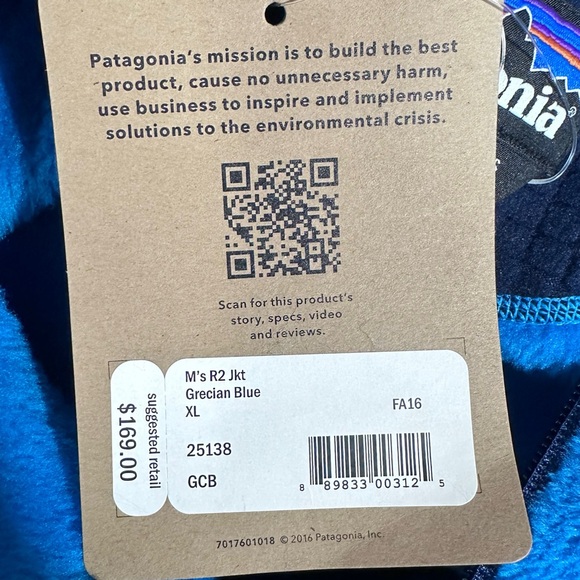 Patagonia's mission is to build the best
product, cause no unnecessary harm,
use business to inspire and implement
solutions to the environmental crisis.
Scan for this product's
story, specs, video
and reviews.
suggested retail
$169.00
M's R2 Jkt
Grecian Blue
XL FA16
25138
GCB
8 89833 00312 5
7017601018 © 2016 Patagonia, Inc.
nia